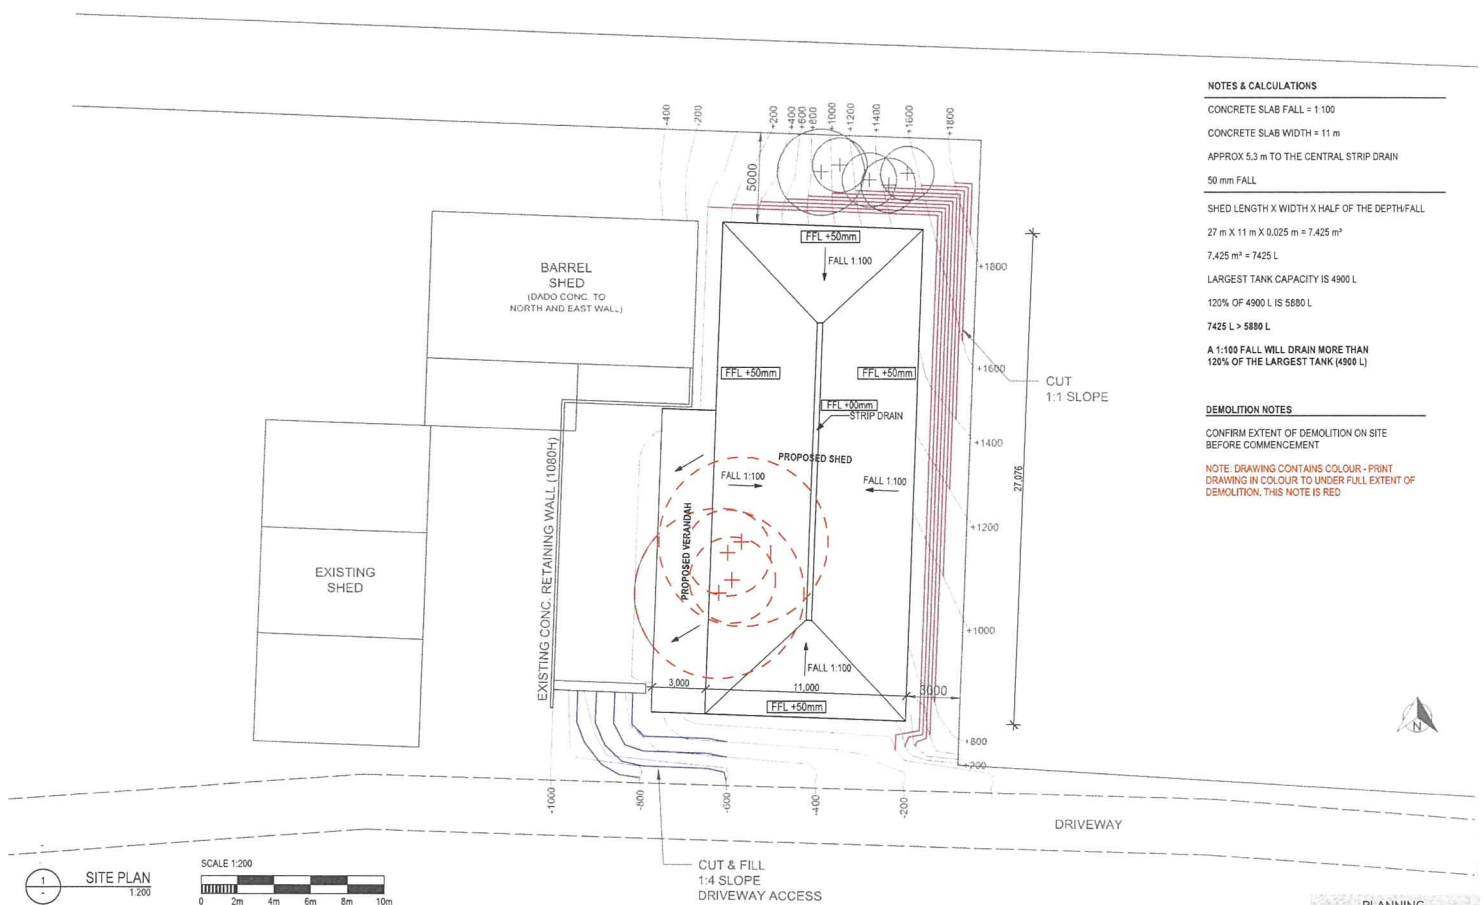 -400
-200
+200
+400
+600
+800
+1000
+1200
+1400
+1600
+1800
5000
FFL +50mm
FALL 1:100
BARREL
SHED
(DADO CONC. TO
NORTH AND EAST WALL)
+1800
FFL +50mm
FFL +50mm
+1600
CUT
1:1 SLOPE
FFL +00mm
STRIP DRAIN
+1400
PROPOSED SHED
FALL 1:100
FALL 1:100
27,076
+1200
EXISTING CONC. RETAINING WALL (1080H)
PROPOSED VERANDAH
EXISTING
SHED
+1000
FALL 1:100
3,000
11,000
3000
FFL +50mm
+800
+200
-1000
-800
-600
-400
-200
DRIVEWAY
CUT & FILL
1:4 SLOPE
DRIVEWAY ACCESS
NOTES & CALCULATIONS
CONCRETE SLAB FALL = 1:100
CONCRETE SLAB WIDTH = 11 m
APPROX 5.3 m TO THE CENTRAL STRIP DRAIN
50 mm FALL
SHED LENGTH X WIDTH X HALF OF THE DEPTH/FALL
27 m X 11 m X 0.025 m = 7.425 m³
7.425 m³ = 7425 L
LARGEST TANK CAPACITY IS 4900 L
120% OF 4900 L IS 5880 L
7425 L > 5880 L
A 1:100 FALL WILL DRAIN MORE THAN
120% OF THE LARGEST TANK (4900 L)
DEMOLITION NOTES
CONFIRM EXTENT OF DEMOLITION ON SITE
BEFORE COMMENCEMENT
NOTE: DRAWING CONTAINS COLOUR - PRINT
DRAWING IN COLOUR TO UNDER FULL EXTENT OF
DEMOLITION. THIS NOTE IS RED
N
1
-
SITE PLAN
1:200
SCALE 1:200
0 2m 4m 6m 8m 10m
PLANNING